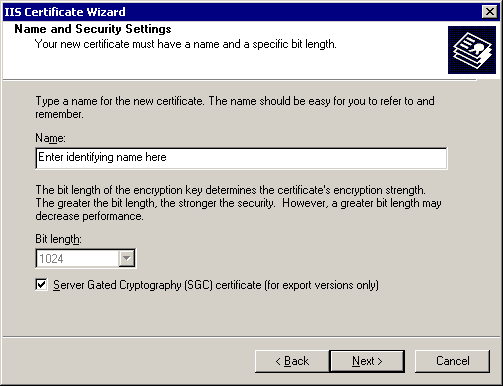 IIS Certificate Wizard
Name and Security Settings
Your new certificate must have a name and a specific bit length.
Type a name for the new certificate. The name should be easy for you to refer to and
remember.
Name:
Enter identifying name here
The bit length of the encryption key determines the certificate's encryption strength.
The greater the bit length, the stronger the security. However, a greater bit length may
decrease performance.
Bit length:
1024
Server Gated Cryptography (SGC) certificate (for export versions only)
< Back
Next >
Cancel